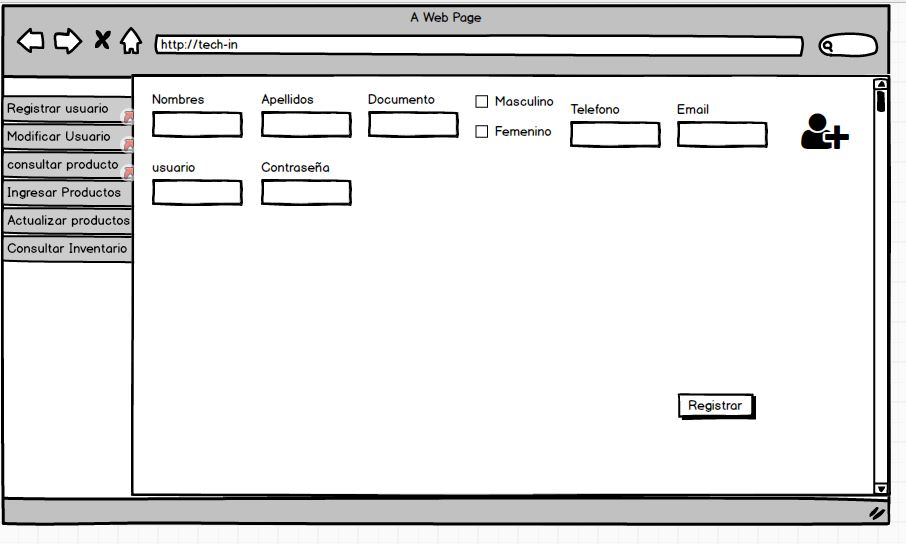 A Web Page
http://tech-in
Registrar usuario
Modificar Usuario
consultar producto
Ingresar Productos
Actualizar productos
Consultar Inventario
Nombres
Apellidos
Documento
Masculino
Femenino
Telefono
Email
usuario
Contraseña
Registrar